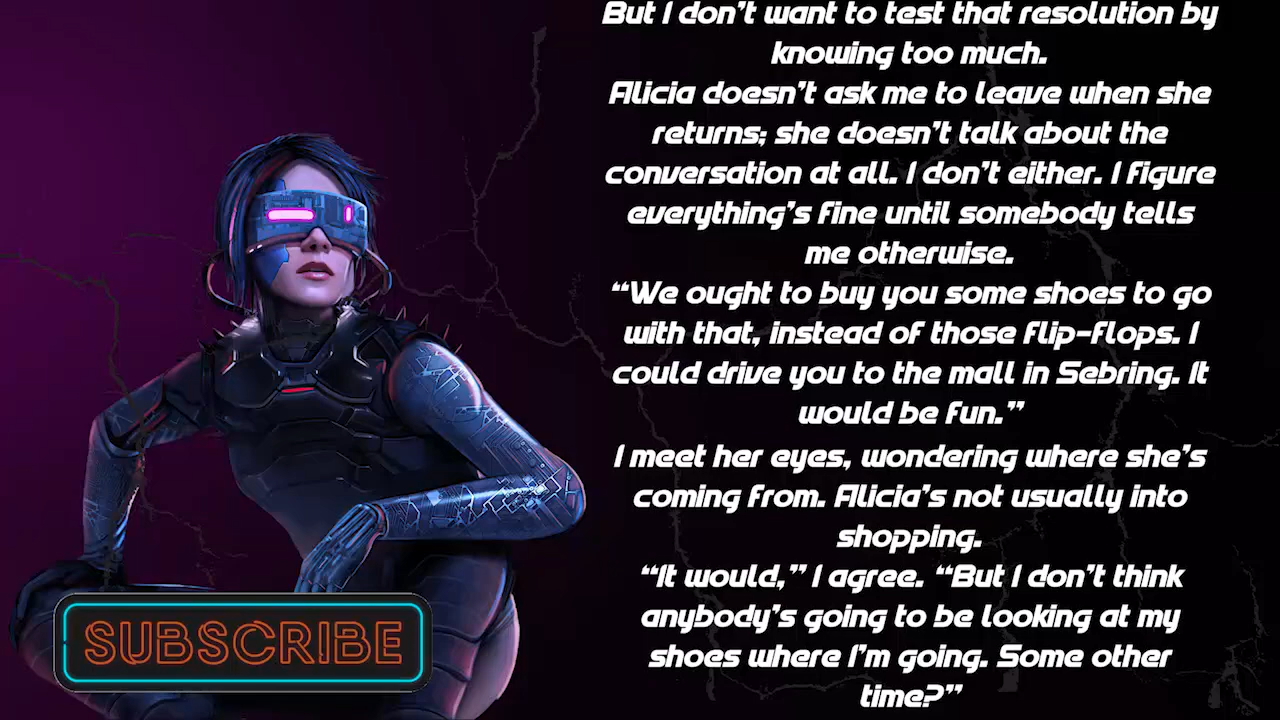 But I don't want to test that resolution by
knowing too much.
Alicia doesn't ask me to leave when she
returns; she doesn't talk about the
conversation at all. I don't either. I figure
everything's fine until somebody tells
me otherwise.
“We ought to buy you some shoes to go
with that, instead of those flip-flops. I
could drive you to the mall in Sebring. It
would be fun.”
I meet her eyes, wondering where she's
coming from. Alicia's not usually into
shopping.
“It would,” I agree. “But I don't think
anybody's going to be looking at my
shoes where I'm going. Some other
time?”
SUBSCRIBE